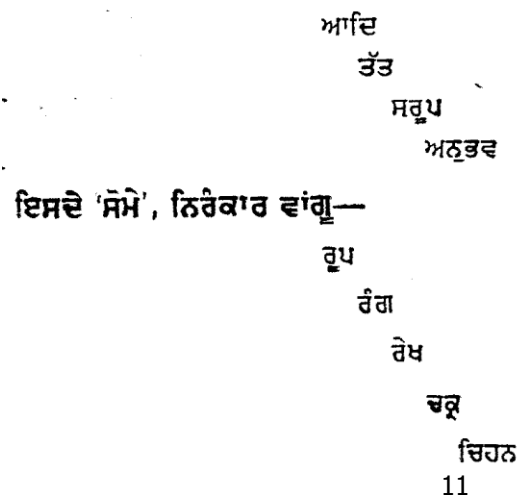 ਆਦਿ
ਤੱਤ
ਸਰੂਪ
ਅਨੁਭਵ
ਇਸਦੇ 'ਸੋਮੇ', ਨਿਰੰਕਾਰ ਵਾਂਗੂ—
ਰੂਪ
ਰੰਗ
ਰੇਖ
ਚਕ੍ਰ
ਚਿਹਨ
11